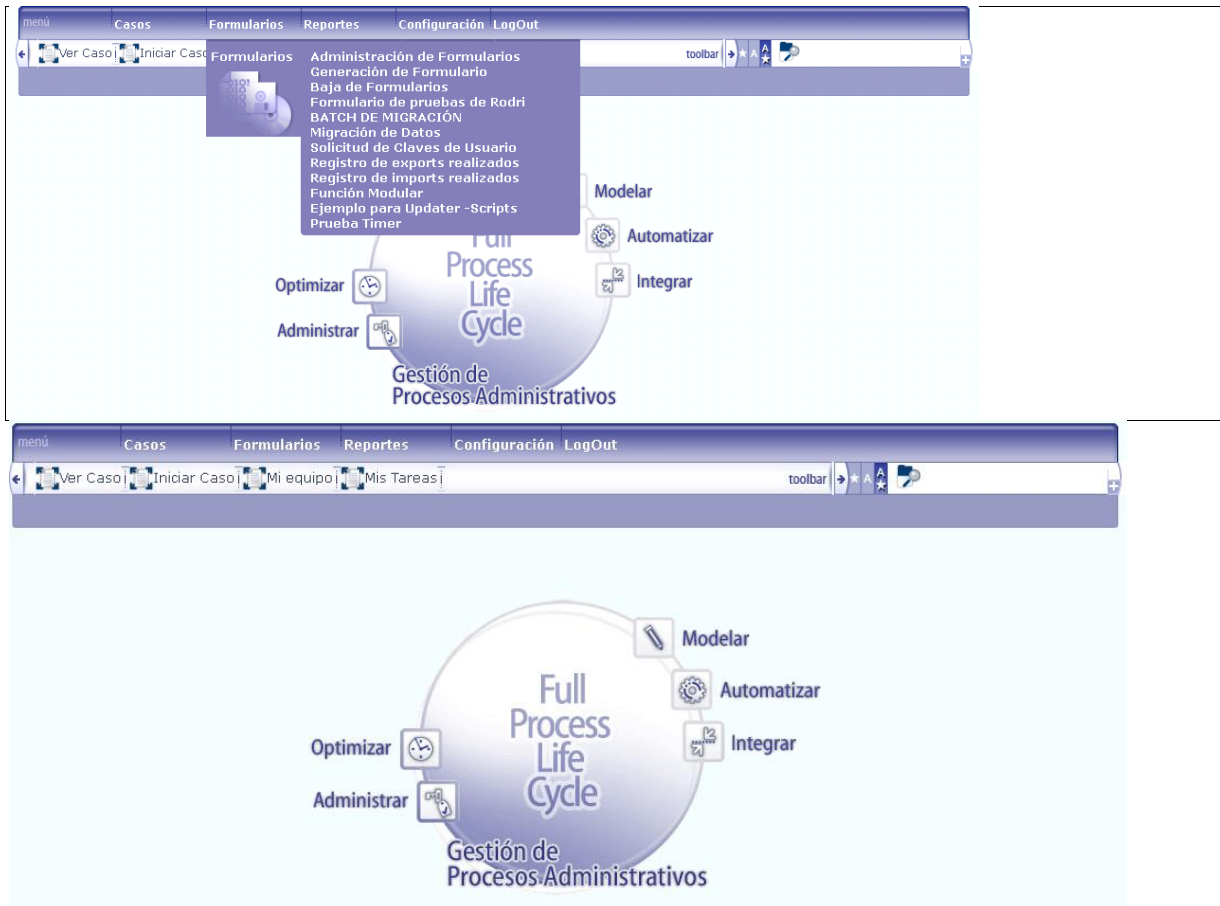 menú Casos Formularios Reportes Configuración LogOut
Ver Caso Iniciar Caso toolbar A A
Formularios
Administración de Formularios
Generación de Formulario
Baja de Formularios
Formulario de pruebas de Rodri
BATCH DE MIGRACIÓN
Migración de Datos
Solicitud de Claves de Usuario
Registro de exports realizados
Registro de imports realizados
Función Modular
Ejemplo para Updater -Scripts
Prueba Timer
Modelar
Automatizar
Integrar
Full
Process
Life
Cycle
Optimizar
Administrar
Gestión de
Procesos Administrativos
menú Casos Formularios Reportes Configuración LogOut
Ver Caso Iniciar Caso Mi equipo Mis Tareas toolbar A A
Modelar
Automatizar
Integrar
Full
Process
Life
Cycle
Optimizar
Administrar
Gestión de
Procesos Administrativos